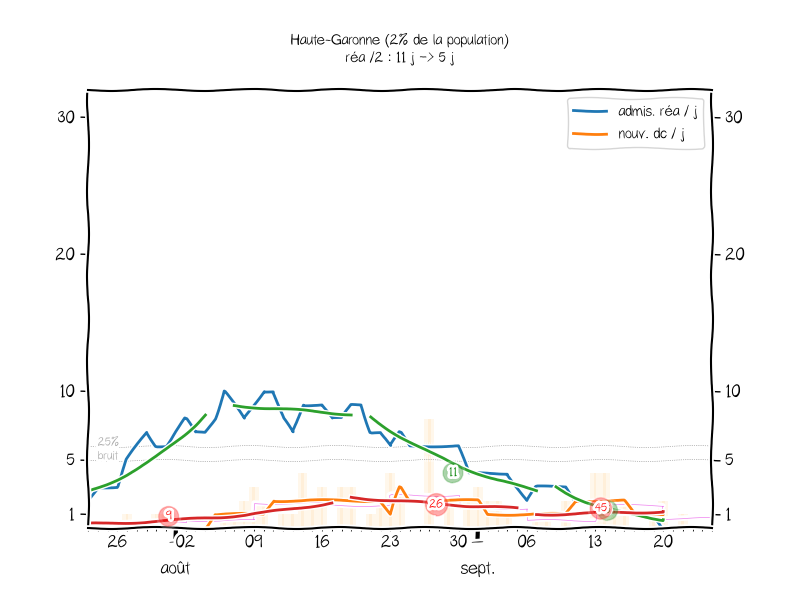 Haute-Garonne (2% de la population)
réa /2 : 11 j -> 5 j
admis. réa / j
nouv. dc / j
30 30
20 20
10 10
25%
bruit
5 5
11
26
45
9
1 1
26 02 09 16 23 30 06 13 20
août sept.